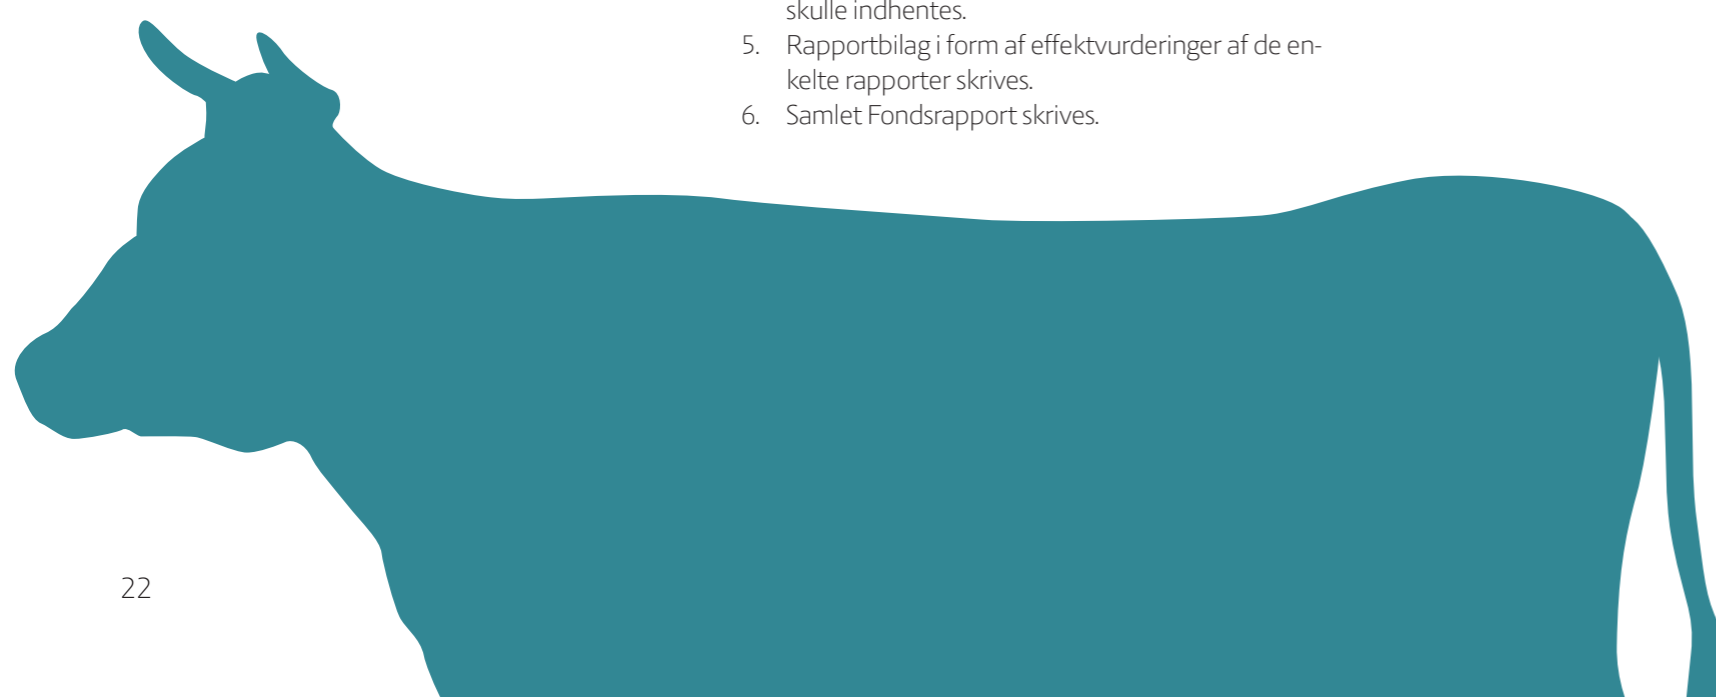 skulle indhentes.
5. Rapportbilag i form af effektvurderinger af de en-
kelte rapporter skrives.
6. Samlet Fondsrapport skrives.
22